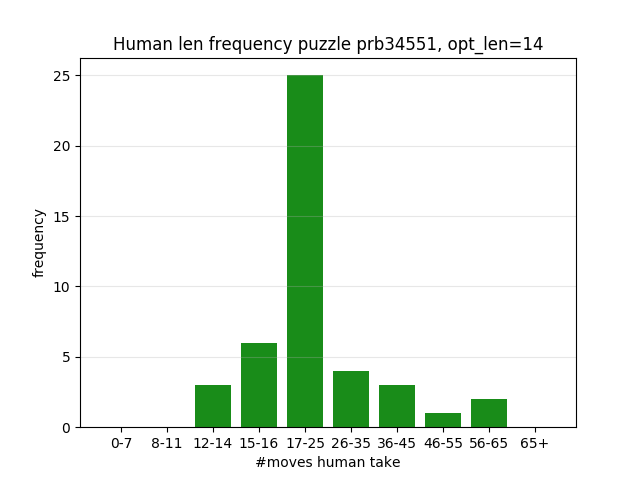 Human len frequency puzzle prb34551, opt_len=14
25
20
15
10
5
0
frequency
0-7 8-11 12-14 15-16 17-25 26-35 36-45 46-55 56-65 65+
#moves human take